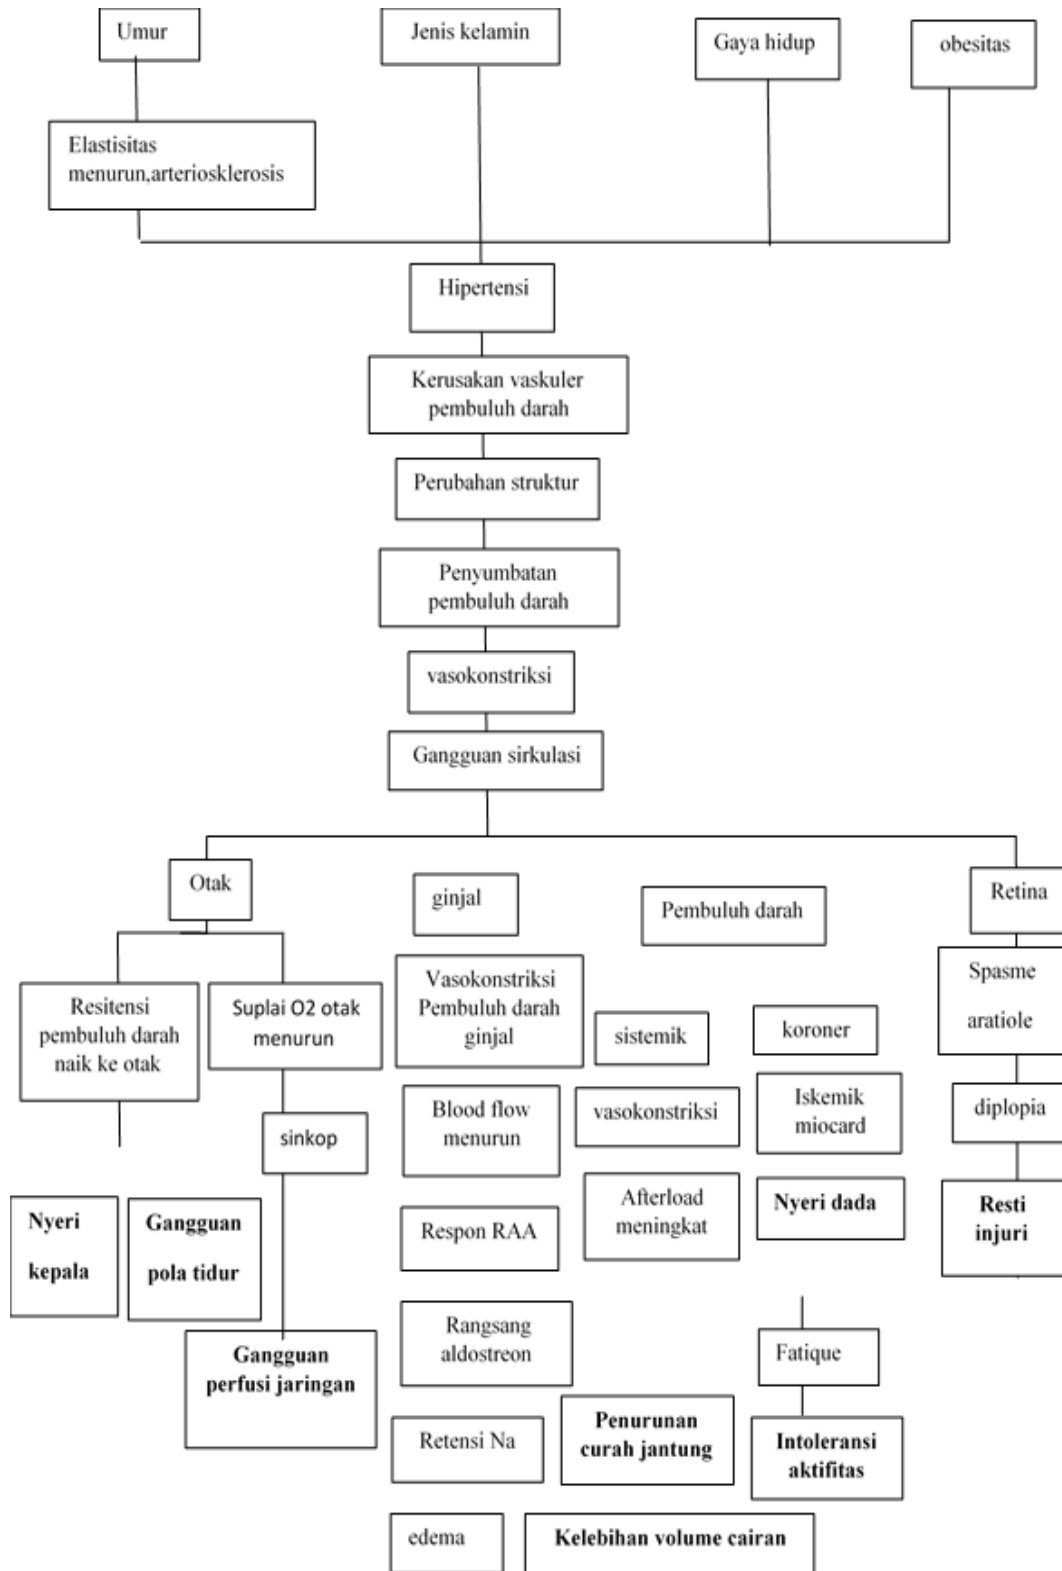 Umur
Jenis kelamin
Gaya hidup
obesitas
Elastisitas
menurun,arteriosklerosis
Hipertensi
Kerusakan vaskuler
pembuluh darah
Perubahan struktur
Penyumbatan
pembuluh darah
vasokonstriksi
Gangguan sirkulasi
Otak
ginjal
Pembuluh darah
Retina
Resitensi
pembuluh darah
naik ke otak
Suplai O2 otak
menurun
Vasokonstriksi
Pembuluh darah
ginjal
sistemik
koroner
Spasme
aratiole
sinkop
Blood flow
menurun
vasokonstriksi
Iskemik
miocard
diplopia
Nyeri
kepala
Gangguan
pola tidur
Respon RAA
Afterload
meningkat
Nyeri dada
Resti
injuri
Gangguan
perfusi jaringan
Rangsang
aldostreon
Fatique
Retensi Na
Penurunan
curah jantung
Intoleransi
aktifitas
edema
Kelebihan volume cairan